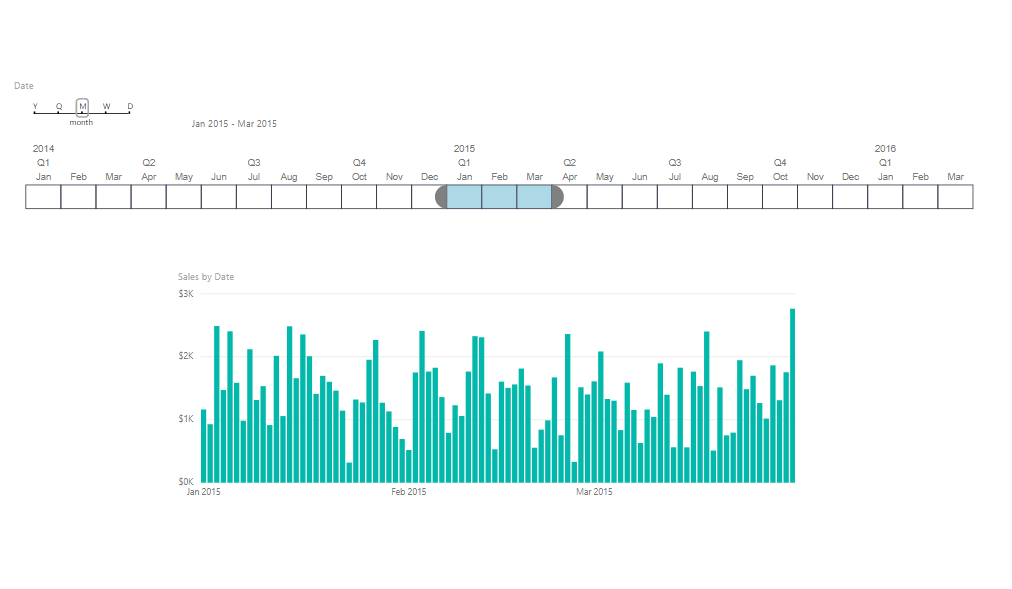 Date
Y Q M W D
month
Jan 2015 - Mar 2015
2014 2015 2016
Q1 Q2 Q3 Q4 Q1 Q2 Q3 Q4 Q1
Jan Feb Mar Apr May Jun Jul Aug Sep Oct Nov Dec Jan Feb Mar Apr May Jun Jul Aug Sep Oct Nov Dec Jan Feb Mar
Sales by Date
$3K
$2K
$1K
$0K
Jan 2015 Feb 2015 Mar 2015